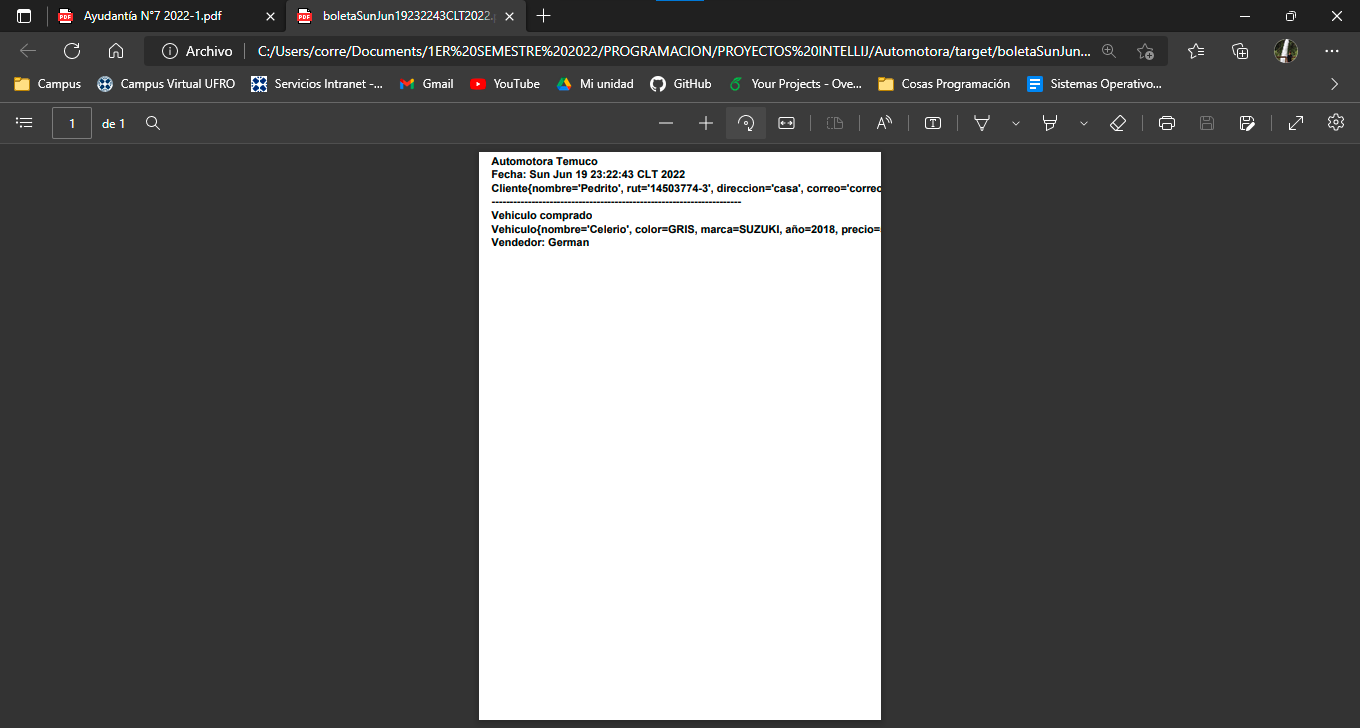 Ayudantía N°7 2022-1.pdf
boletaSunJun19232243CLT2022.
Archivo
C:/Users/corre/Documents/1ER%20SEMESTRE%202022/PROGRAMACION/PROYECTOS%20INTELLIJ/Automotora/target/boletaSunJun...
Campus
Campus Virtual UFRO
Servicios Intranet -...
Gmail
YouTube
Mi unidad
GitHub
Your Projects - Ove...
Cosas Programación
Sistemas Operativo...
1 de 1
Automotora Temuco
Fecha: Sun Jun 19 23:22:43 CLT 2022
Cliente{nombre='Pedrito', rut='14503774-3', direccion='casa', correo='correo
----------------------------------------------------------------------
Vehiculo comprado
Vehiculo{nombre='Celerio', color=GRIS, marca=SUZUKI, año=2018, precio=
Vendedor: German